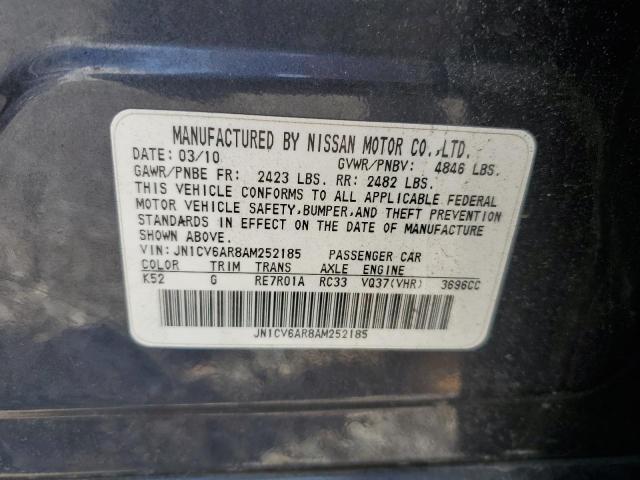 MANUFACTURED BY NISSAN MOTOR CO.,LTD.
DATE: 03/10 GVWR/PNBV: 4846 LBS.
GAWR/PNBE FR: 2423 LBS. RR: 2482 LBS.
THIS VEHICLE CONFORMS TO ALL APPLICABLE FEDERAL
MOTOR VEHICLE SAFETY,BUMPER,AND THEFT PREVENTION
STANDARDS IN EFFECT ON THE DATE OF MANUFACTURE
SHOWN ABOVE.
VIN: JN1CV6AR8AM252185 PASSENGER CAR
COLOR TRIM TRANS AXLE ENGINE
K52 G RE7R01A RC33 VQ37(VHR) 3696CC
JN1CV6AR8AM252185